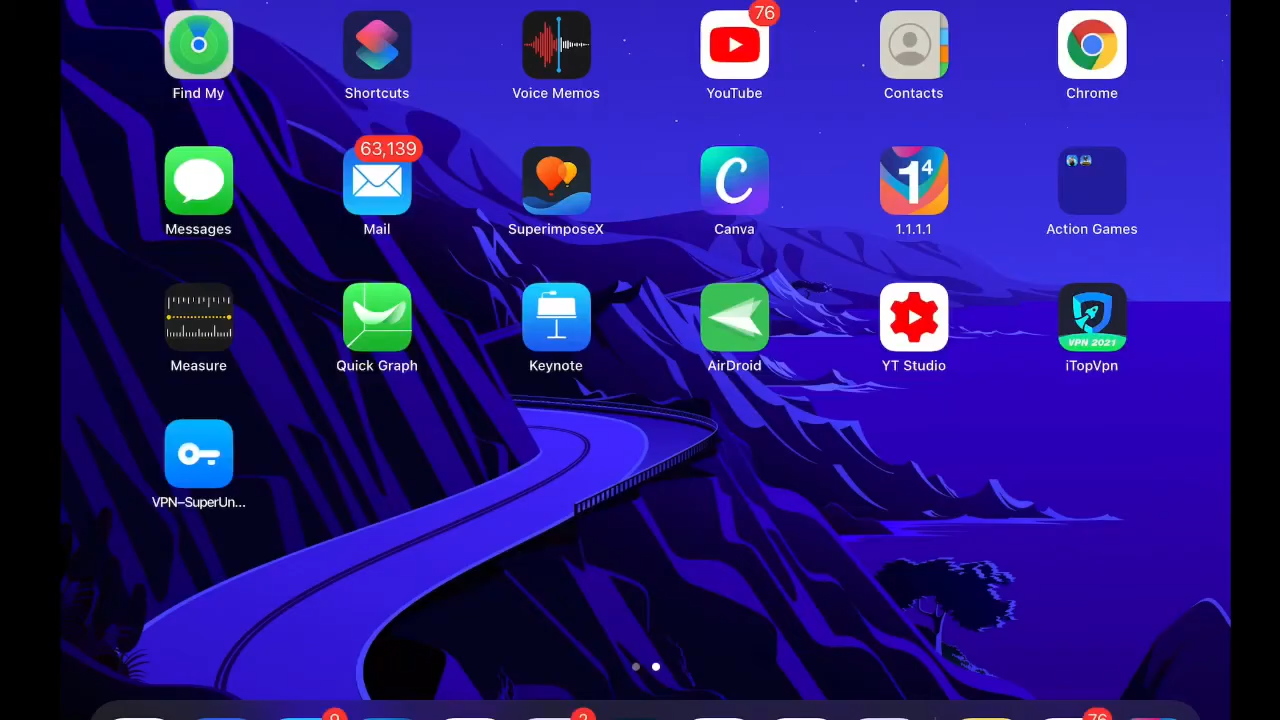 76
Find My
Shortcuts
Voice Memos
YouTube
Contacts
Chrome
63,139
1⁴
Messages
Mail
SuperimposeX
Canva
1.1.1.1
Action Games
VPN 2021
Measure
Quick Graph
Keynote
AirDroid
YT Studio
iTopVpn
VPN–SuperUn...